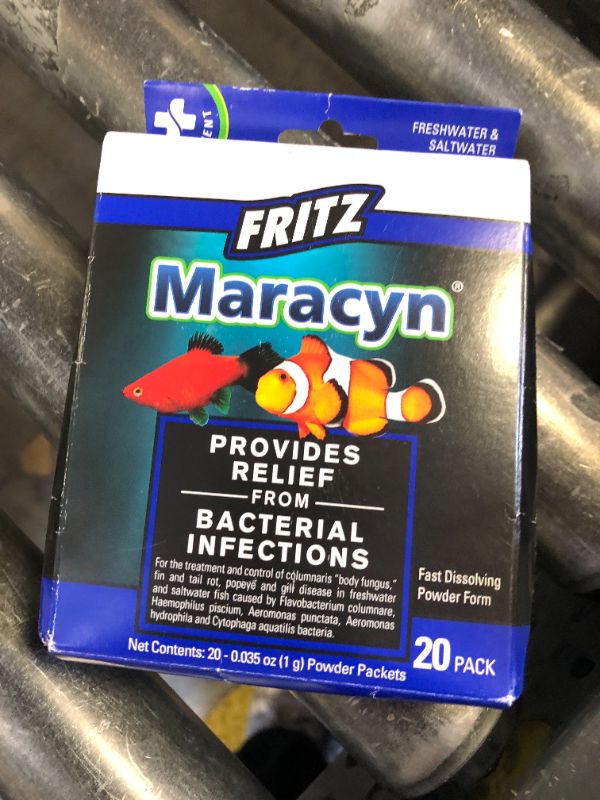 ENT
FRESHWATER &
SALTWATER
FRITZ
Maracyn®
PROVIDES
RELIEF
FROM
BACTERIAL
INFECTIONS
For the treatment and control of columnaris "body fungus,"
fin and tail rot, popeye and gill disease in freshwater
and saltwater fish caused by Flavobacterium columnare,
Haemophilus piscium, Aeromonas punctata, Aeromonas
hydrophila and Cytophaga aquatilis bacteria.
Fast Dissolving
Powder Form
Net Contents: 20 - 0.035 oz (1 g) Powder Packets
20 PACK